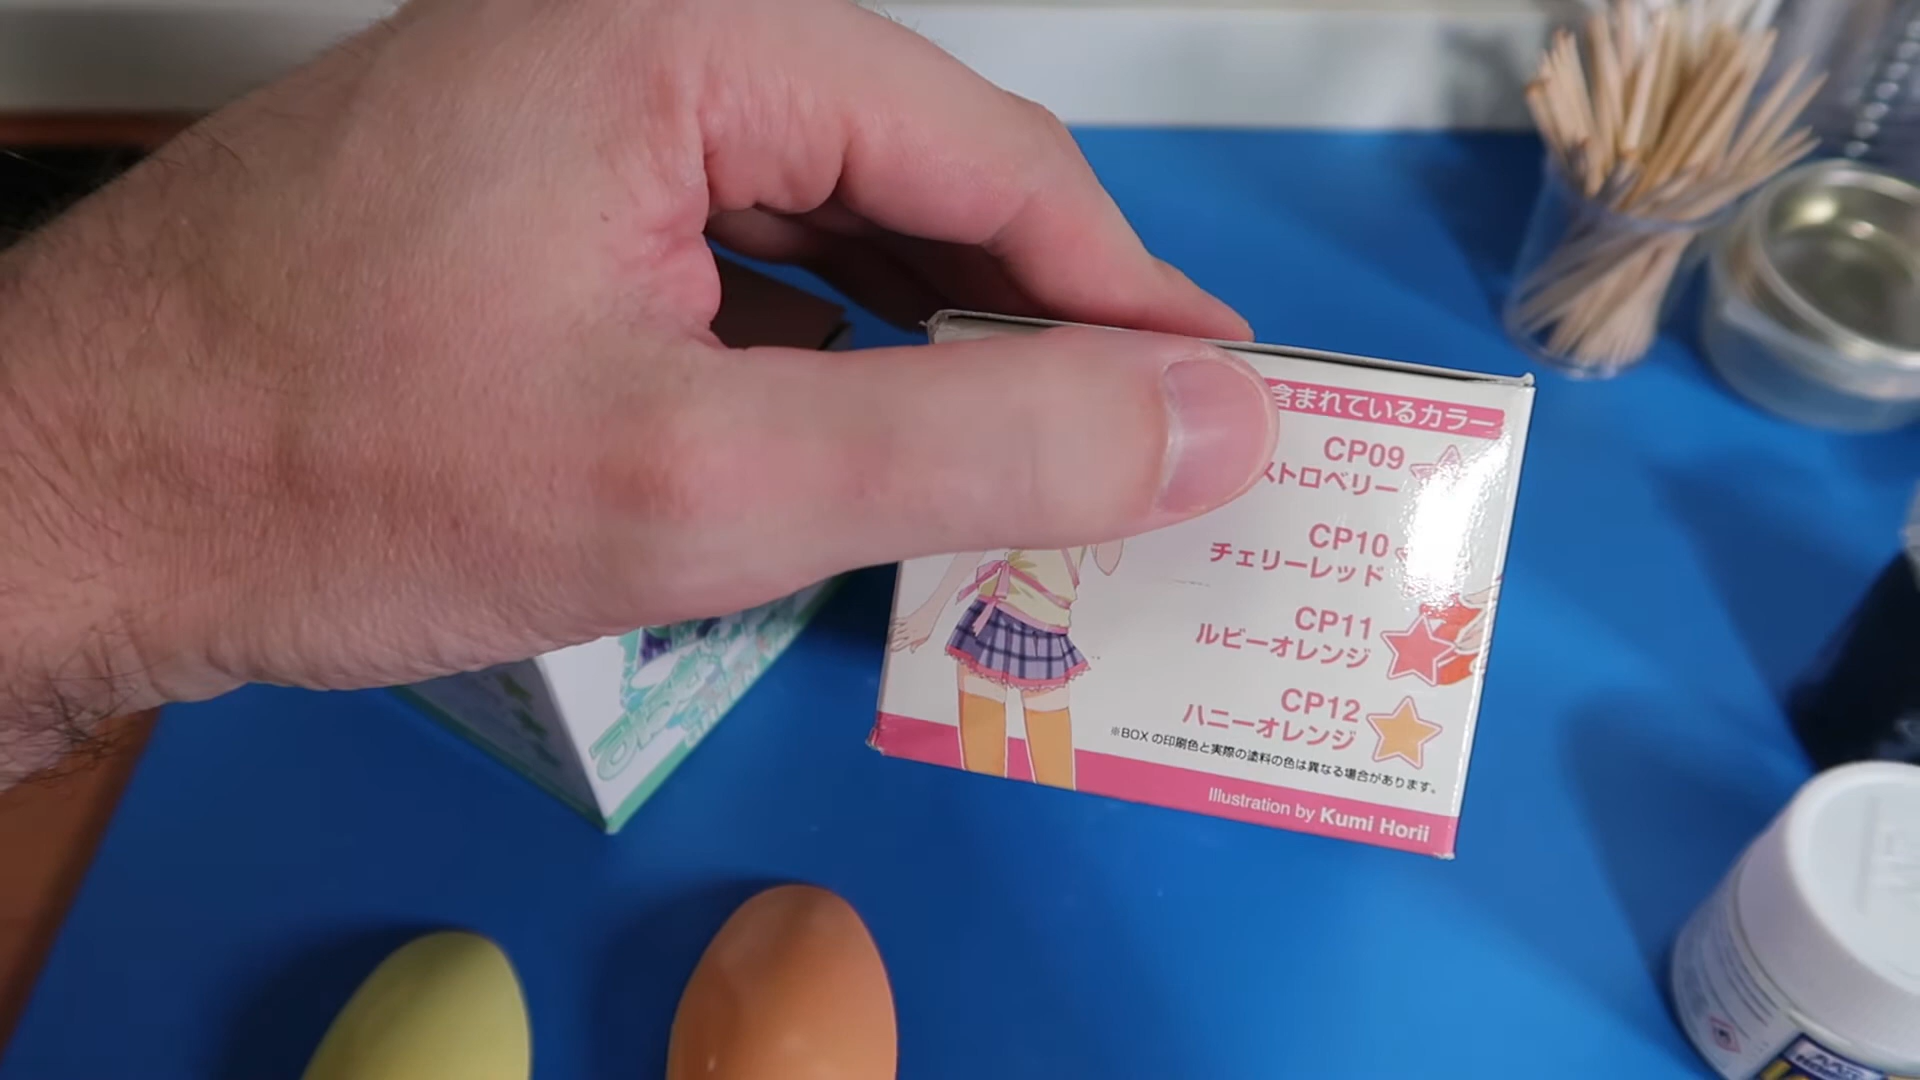 含まれているカラー
CP09
ストロベリー
CP10
チェリーレッド
CP11
ルビーオレンジ
CP12
ハニーオレンジ
※BOXの印刷色と実際の塗料の色は異なる場合があります。
Illustration by Kumi Horii